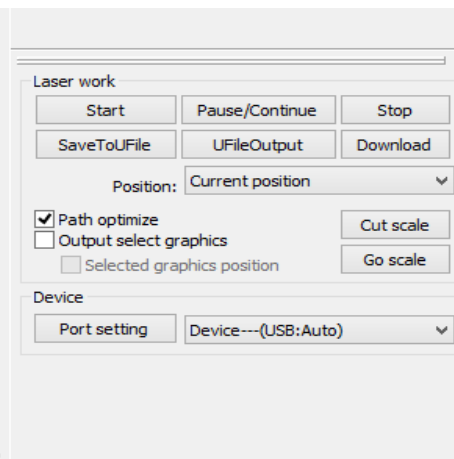 Laser work
Start Pause/Continue Stop
SaveToUFile UFileOutput Download
Position: Current position
Path optimize Cut scale
Output select graphics
Selected graphics position Go scale
Device
Port setting Device---(USB:Auto)